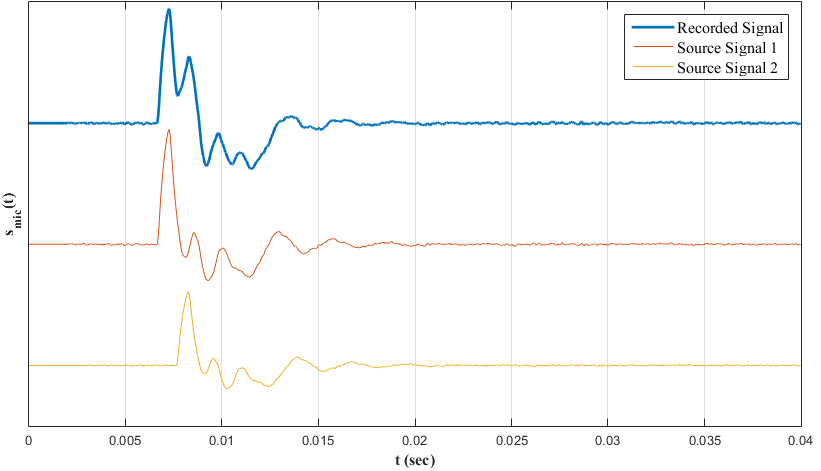 Recorded Signal
Source Signal 1
Source Signal 2
s_mic(t)
0 0.005 0.01 0.015 0.02 0.025 0.03 0.035 0.04
t (sec)